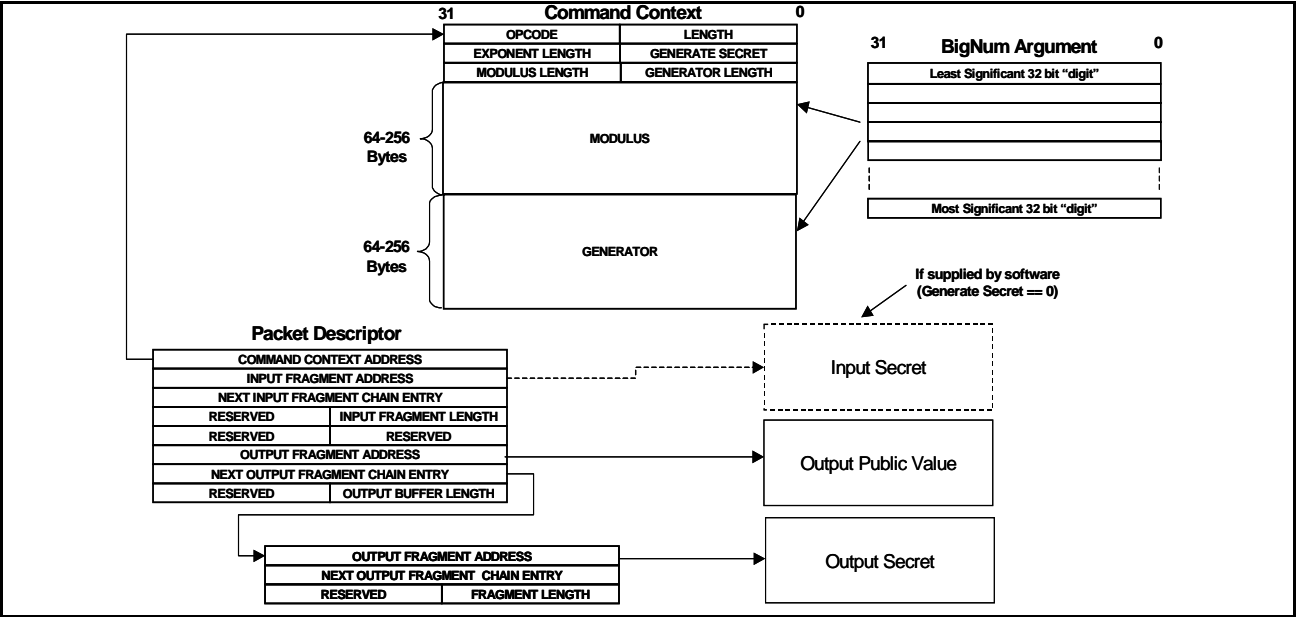 31 Command Context 0
OPCODE LENGTH
EXPONENT LENGTH GENERATE SECRET
MODULUS LENGTH GENERATOR LENGTH
64-256
Bytes
MODULUS
64-256
Bytes
GENERATOR
31 BigNum Argument 0
Least Significant 32 bit “digit”
Most Significant 32 bit “digit”
If supplied by software
(Generate Secret == 0)
Packet Descriptor
COMMAND CONTEXT ADDRESS
INPUT FRAGMENT ADDRESS
NEXT INPUT FRAGMENT CHAIN ENTRY
RESERVED INPUT FRAGMENT LENGTH
RESERVED RESERVED
OUTPUT FRAGMENT ADDRESS
NEXT OUTPUT FRAGMENT CHAIN ENTRY
RESERVED OUTPUT BUFFER LENGTH
Input Secret
Output Public Value
OUTPUT FRAGMENT ADDRESS
NEXT OUTPUT FRAGMENT CHAIN ENTRY
RESERVED FRAGMENT LENGTH
Output Secret